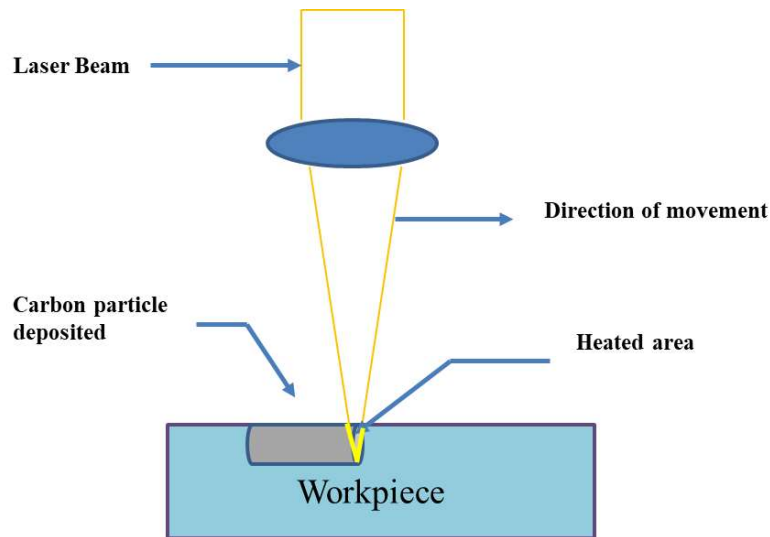 Laser Beam
Direction of movement
Carbon particle
deposited
Heated area
Workpiece